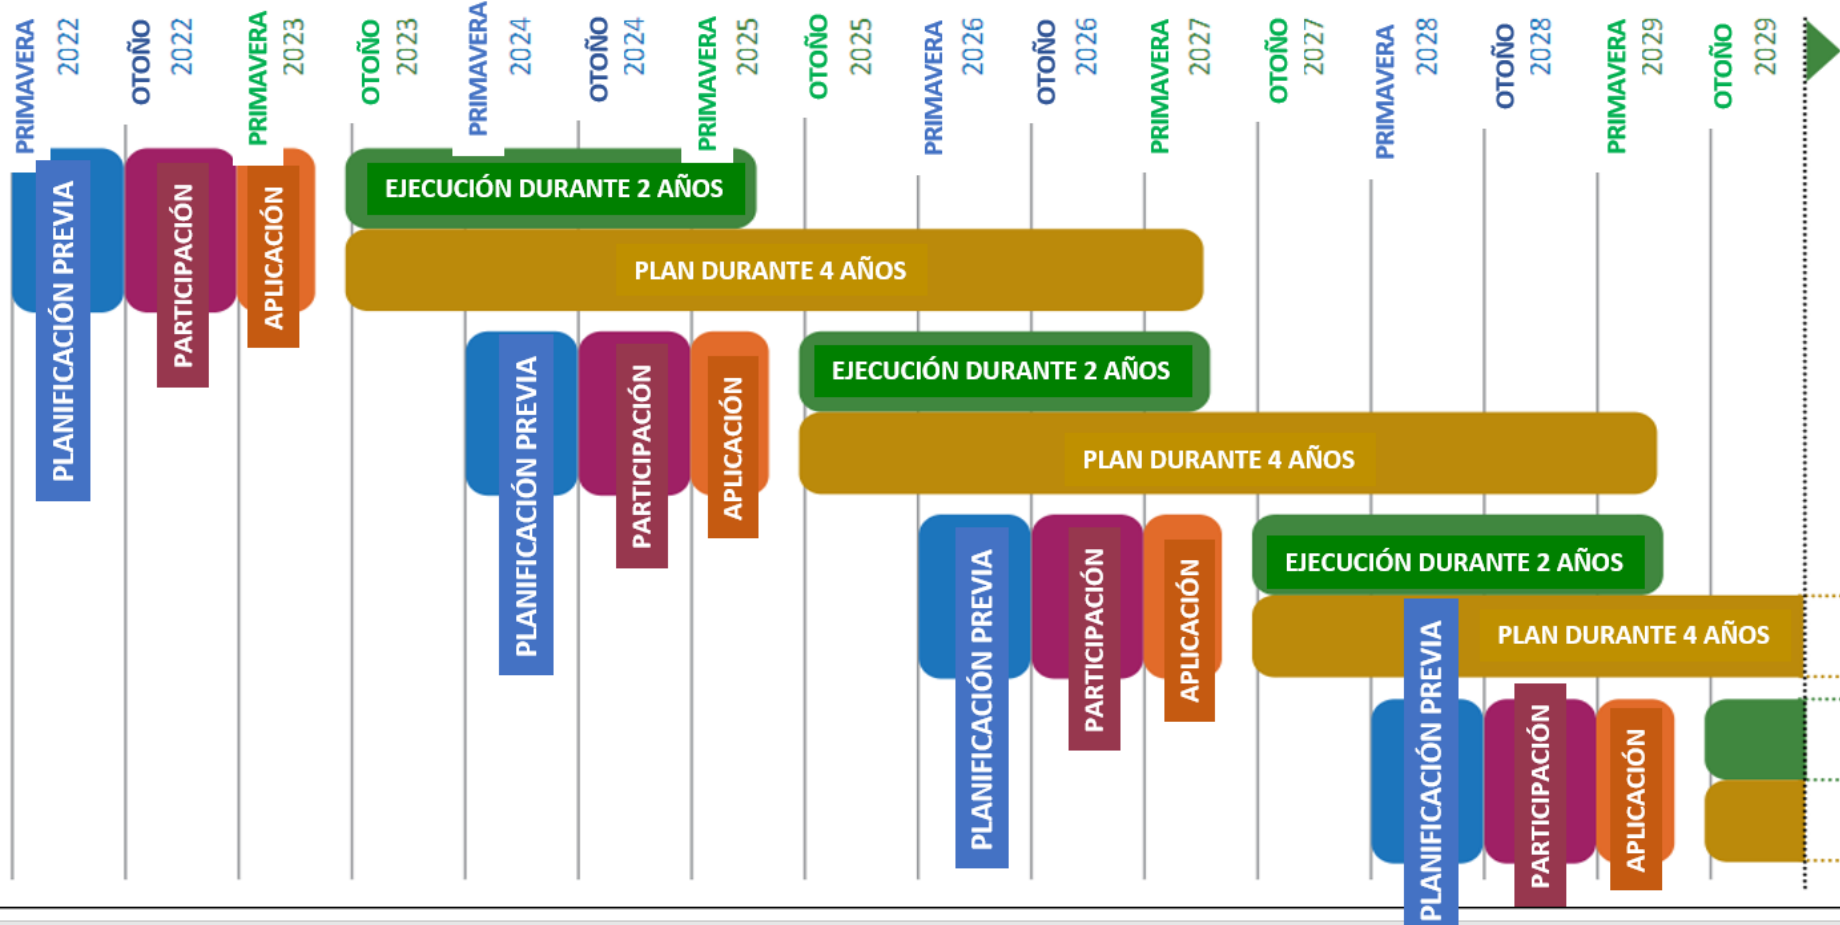 PRIMAVERA
2022
OTOÑO
2022
PRIMAVERA
2023
OTOÑO
2023
PRIMAVERA
2024
OTOÑO
2024
PRIMAVERA
2025
OTOÑO
2025
PRIMAVERA
2026
OTOÑO
2026
PRIMAVERA
2027
OTOÑO
2027
PRIMAVERA
2028
OTOÑO
2028
PRIMAVERA
2029
OTOÑO
2029
PLANIFICACIÓN PREVIA
PARTICIPACIÓN
APLICACIÓN
EJECUCIÓN DURANTE 2 AÑOS
PLAN DURANTE 4 AÑOS
PLANIFICACIÓN PREVIA
PARTICIPACIÓN
APLICACIÓN
EJECUCIÓN DURANTE 2 AÑOS
PLAN DURANTE 4 AÑOS
PLANIFICACIÓN PREVIA
PARTICIPACIÓN
APLICACIÓN
EJECUCIÓN DURANTE 2 AÑOS
PLAN DURANTE 4 AÑOS
PLANIFICACIÓN PREVIA
PARTICIPACIÓN
APLICACIÓN